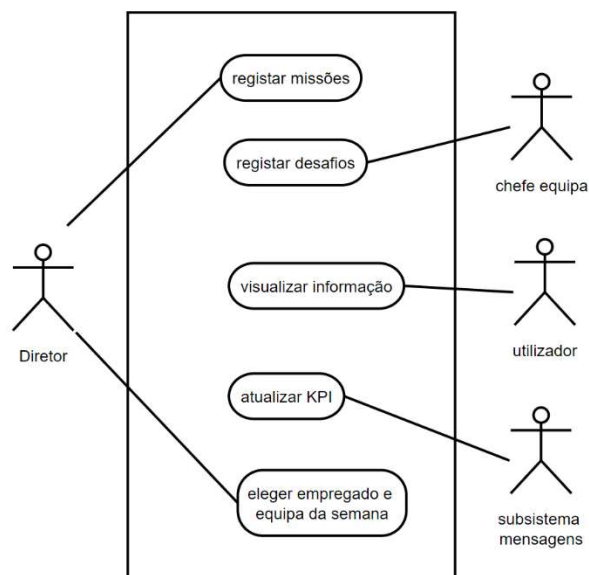 registar missões
registar desafios
chefe equipa
visualizar informação
Diretor
utilizador
atualizar KPI
eleger empregado e
equipa da semana
subsistema
mensagens